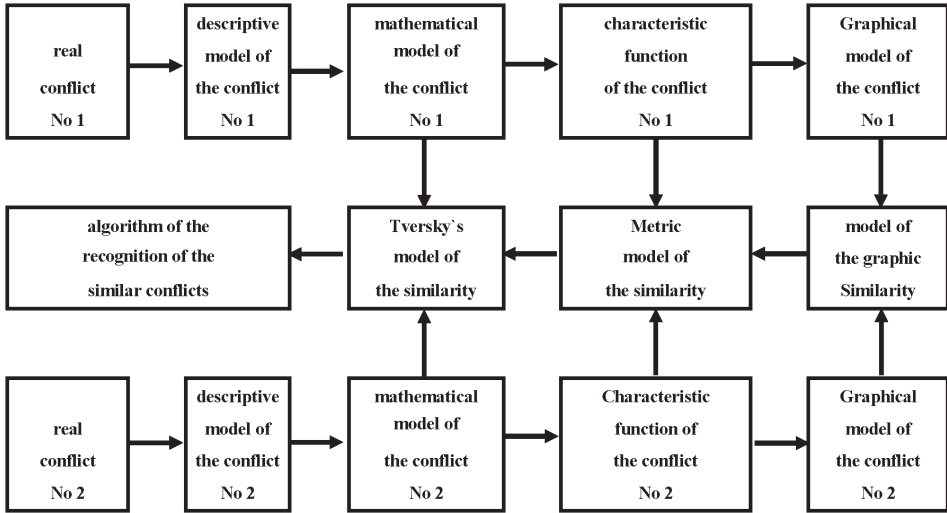 real
conflict
No 1
descriptive
model of
the conflict
No 1
mathematical
model of
the conflict
No 1
characteristic
function
of the conflict
No 1
Graphical
model of
the conflict
No 1
algorithm of the
recognition of the
similar conflicts
Tversky`s
model of
the similarity
Metric
model of
the similarity
model of
the graphic
Similarity
real
conflict
No 2
descriptive
model of
the conflict
No 2
mathematical
model of
the conflict
No 2
Characteristic
function of
the conflict
No 2
Graphical
model of
the conflict
No 2